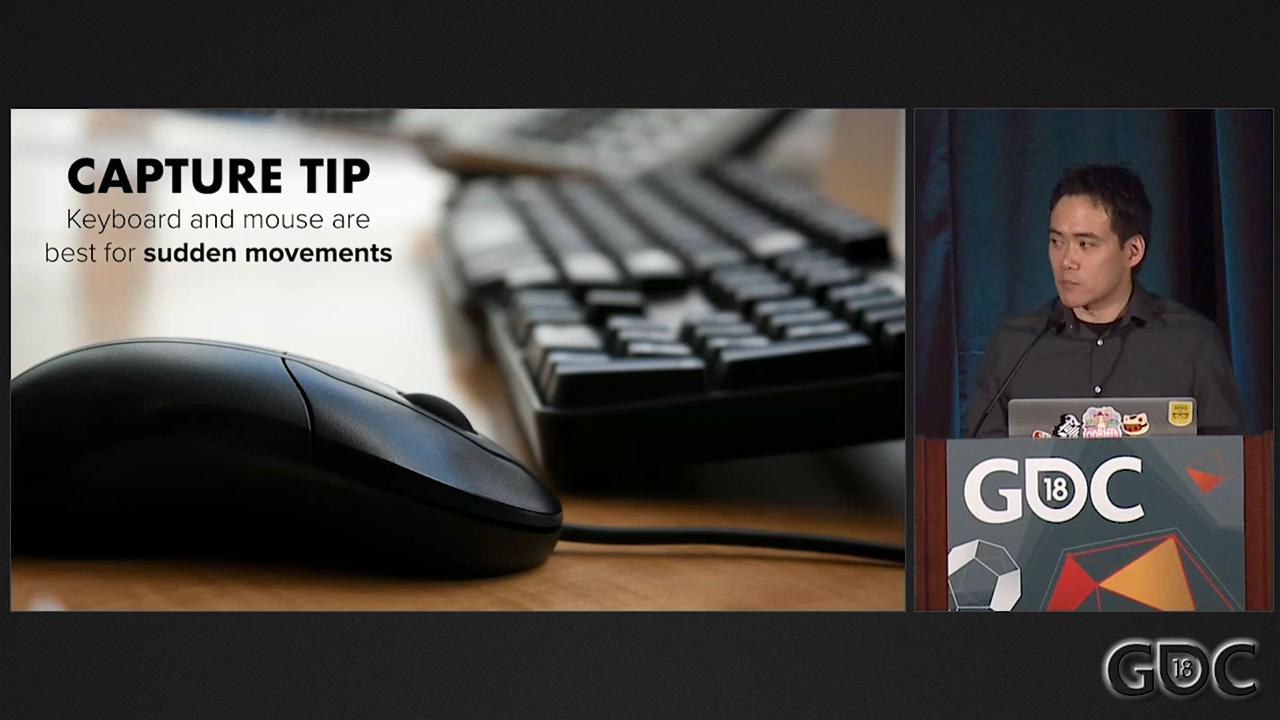 CAPTURE TIP
Keyboard and mouse are
best for sudden movements
GDC
18
GDC
18